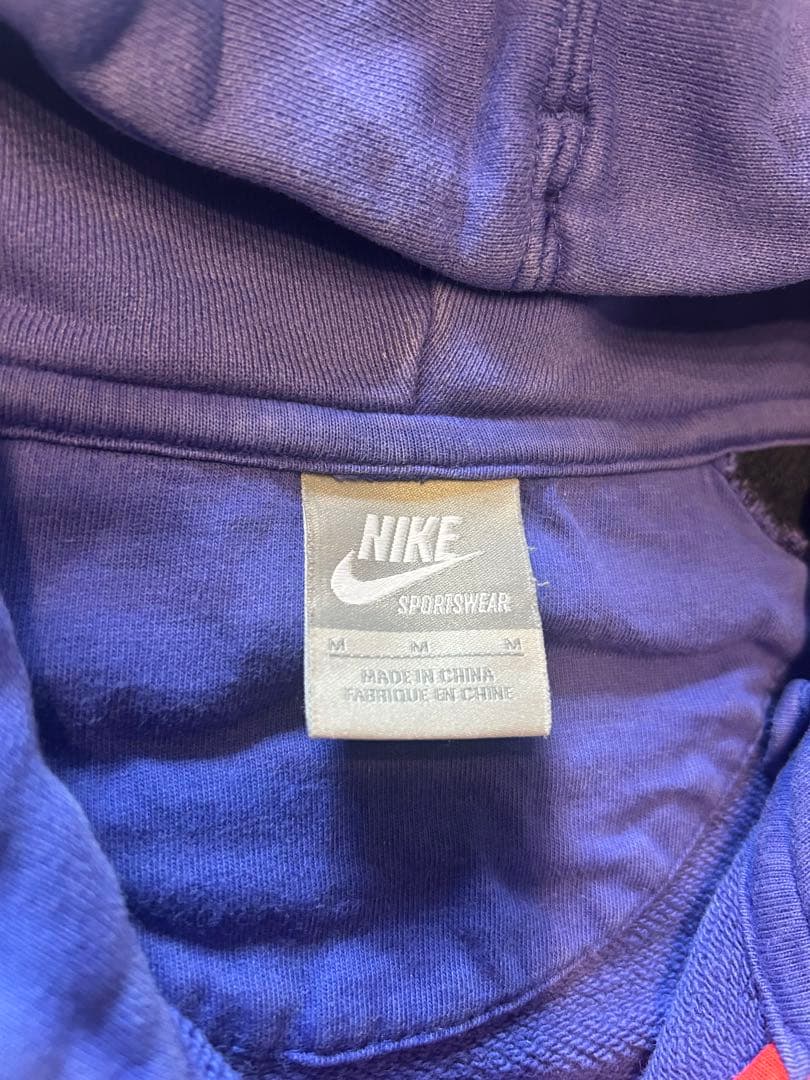 NIKE
SPORTSWEAR
M M M
MADE IN CHINA
FABRIQUE EN CHINE